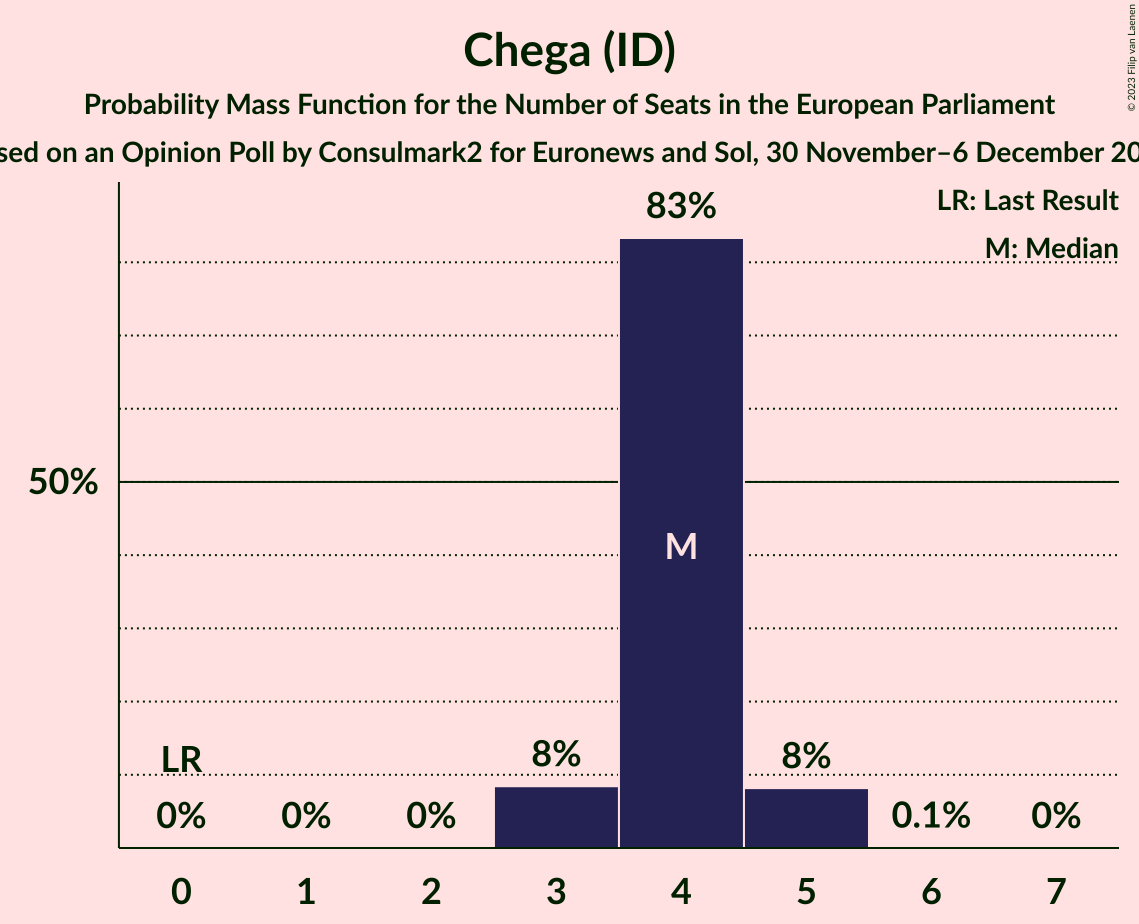 Chega (ID)
Probability Mass Function for the Number of Seats in the European Parliament
sed on an Opinion Poll by Consulmark2 for Euronews and Sol, 30 November–6 December 20
© 2023 Filip van Laenen
LR: Last Result
M: Median
83%
50%
M
LR
8%
8%
0%
0%
0%
0.1%
0%
0
1
2
3
4
5
6
7